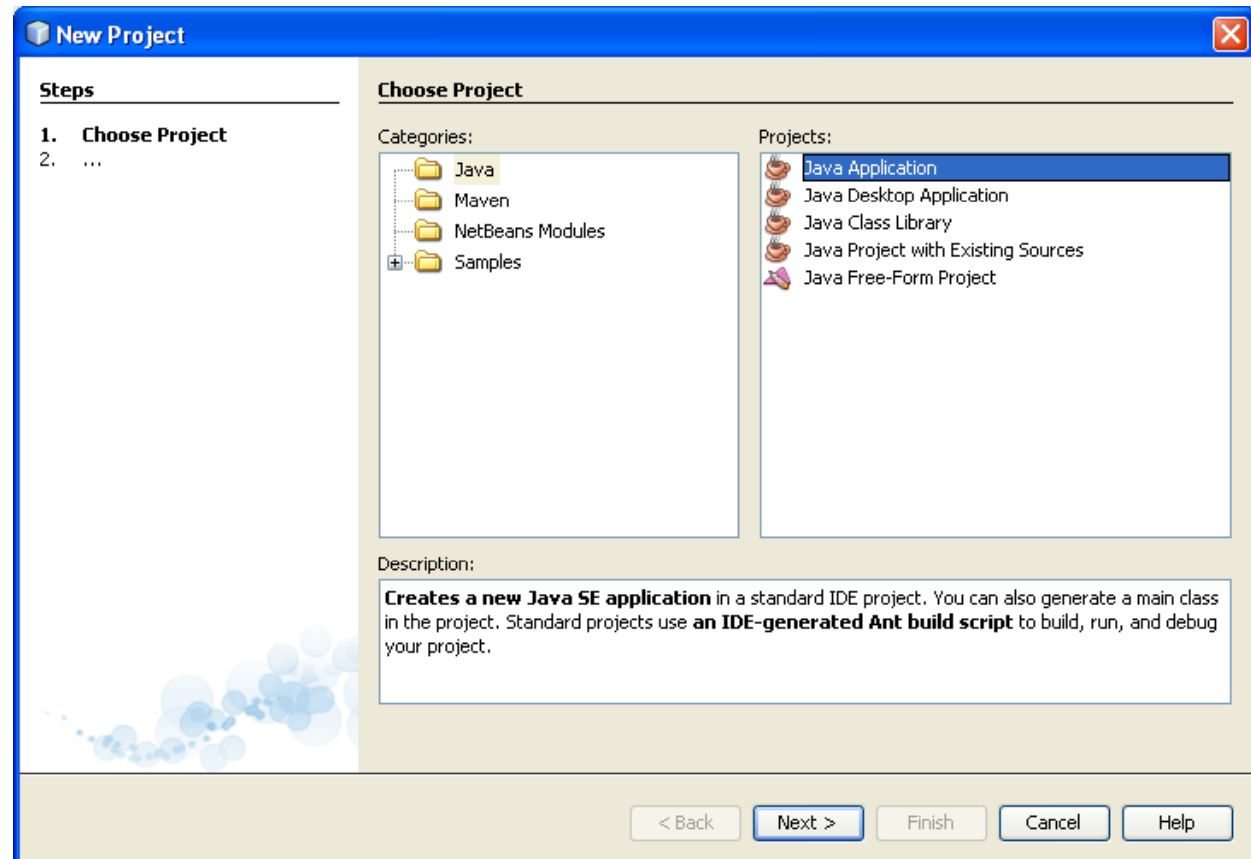 New Project
Steps
1. Choose Project
2. ...
Choose Project
Categories:
Java
Maven
NetBeans Modules
Samples
Projects:
Java Application
Java Desktop Application
Java Class Library
Java Project with Existing Sources
Java Free-Form Project
Description:
Creates a new Java SE application in a standard IDE project. You can also generate a main class
in the project. Standard projects use an IDE-generated Ant build script to build, run, and debug
your project.
< Back
Next >
Finish
Cancel
Help